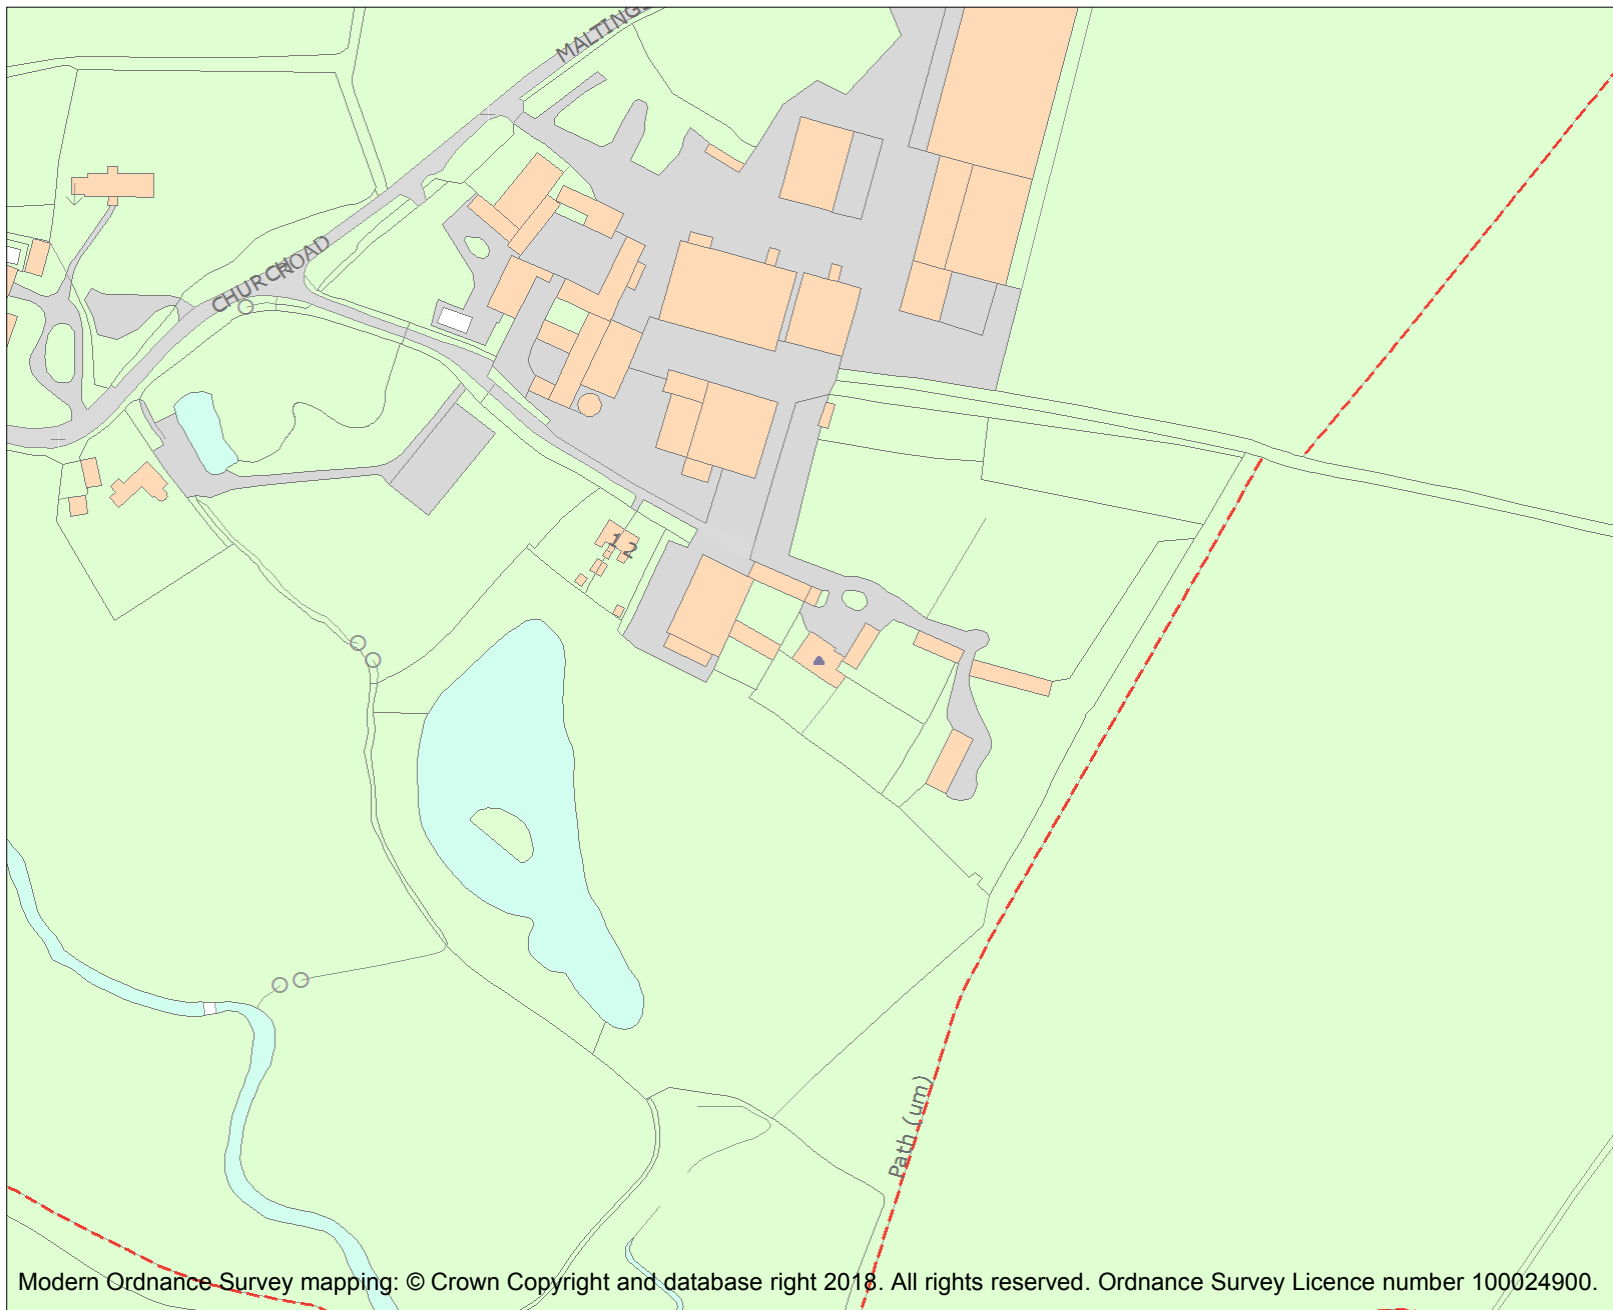 MALTINGS
CHURCH ROAD
12
Path (um)
Modern Ordnance Survey mapping: © Crown Copyright and database right 2018. All rights reserved. Ordnance Survey Licence number 100024900.